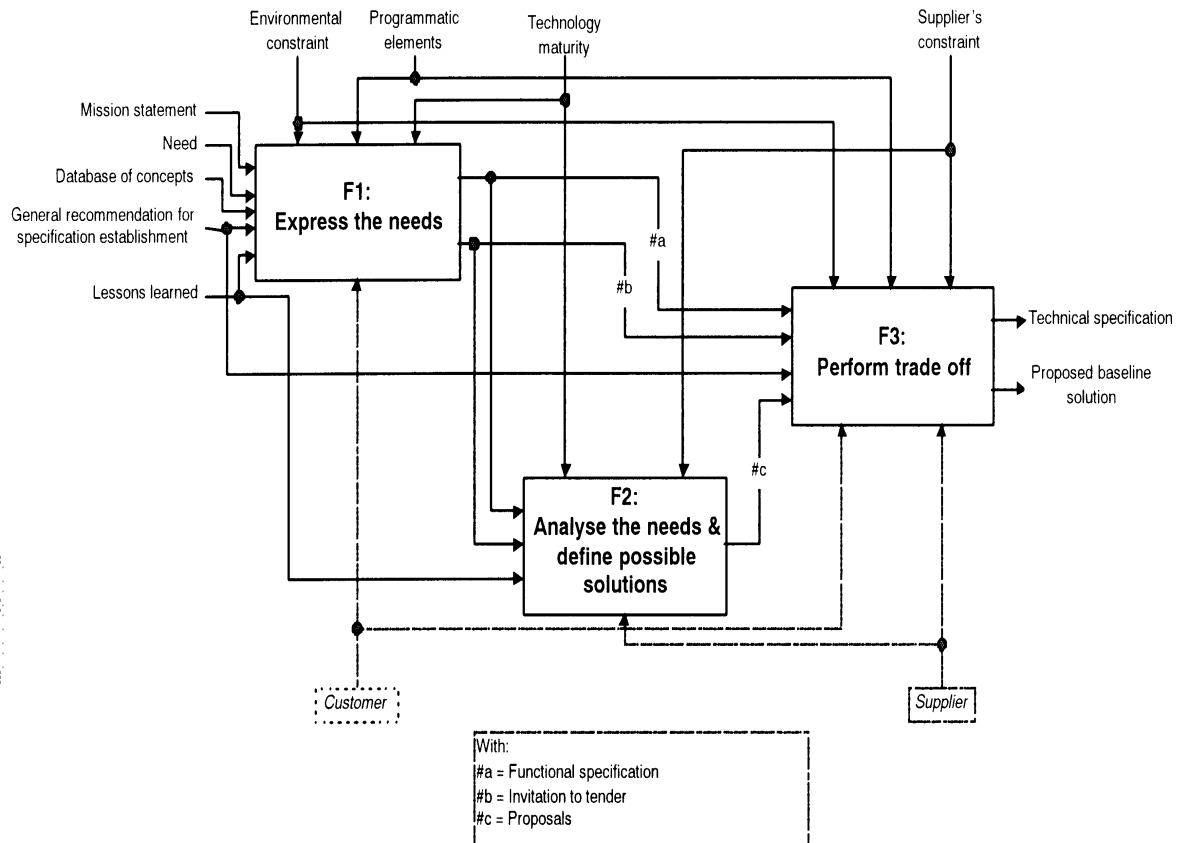 Environmental
constraint
Programmatic
elements
Technology
maturity
Supplier's
constraint
Mission statement
Need
Database of concepts
General recommendation for
specification establishment
Lessons learned
F1:
Express the needs
#a
#b
F3:
Perform trade off
Technical specification
Proposed baseline
solution
#c
F2:
Analyse the needs &
define possible
solutions
Customer
Supplier
With:
#a = Functional specification
#b = Invitation to tender
#c = Proposals